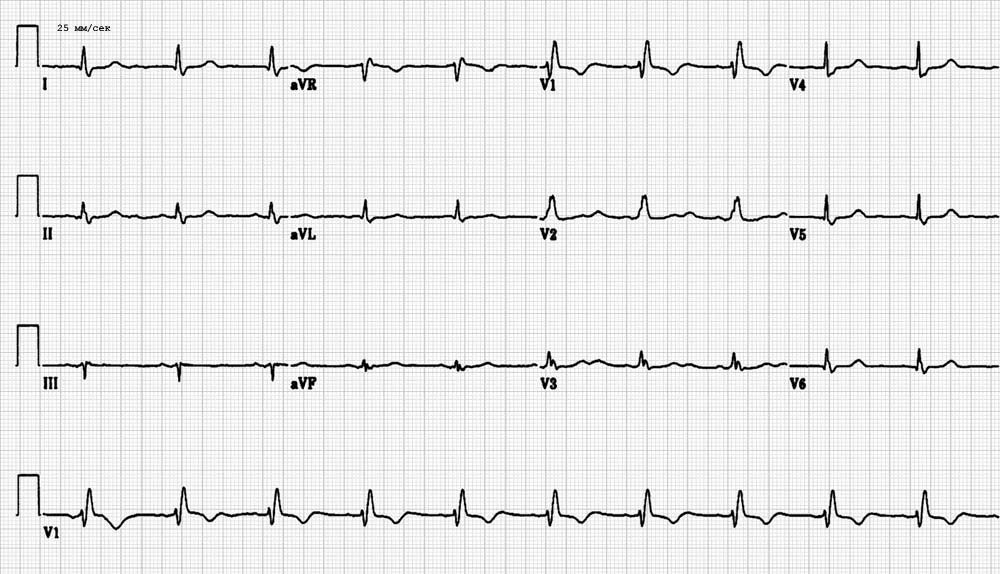 25 мм/сек
I aVR V1 V4
II aVL V2 V5
III aVF V3 V6
V1